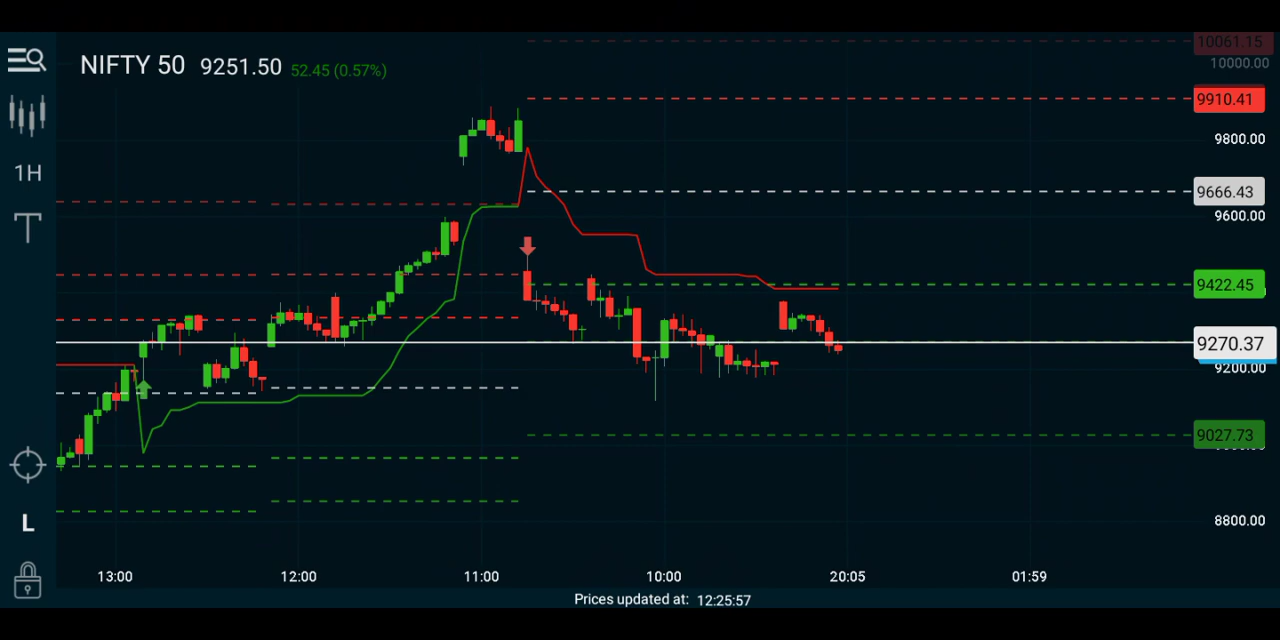 NIFTY 50 9251.50 52.45 (0.57%)
1H
T
L
10061.15
10000.00
9910.41
9800.00
9666.43
9600.00
9422.45
9270.37
9200.00
9027.73
8800.00
13:00 12:00 11:00 10:00 20:05 01:59
Prices updated at: 12:25:57